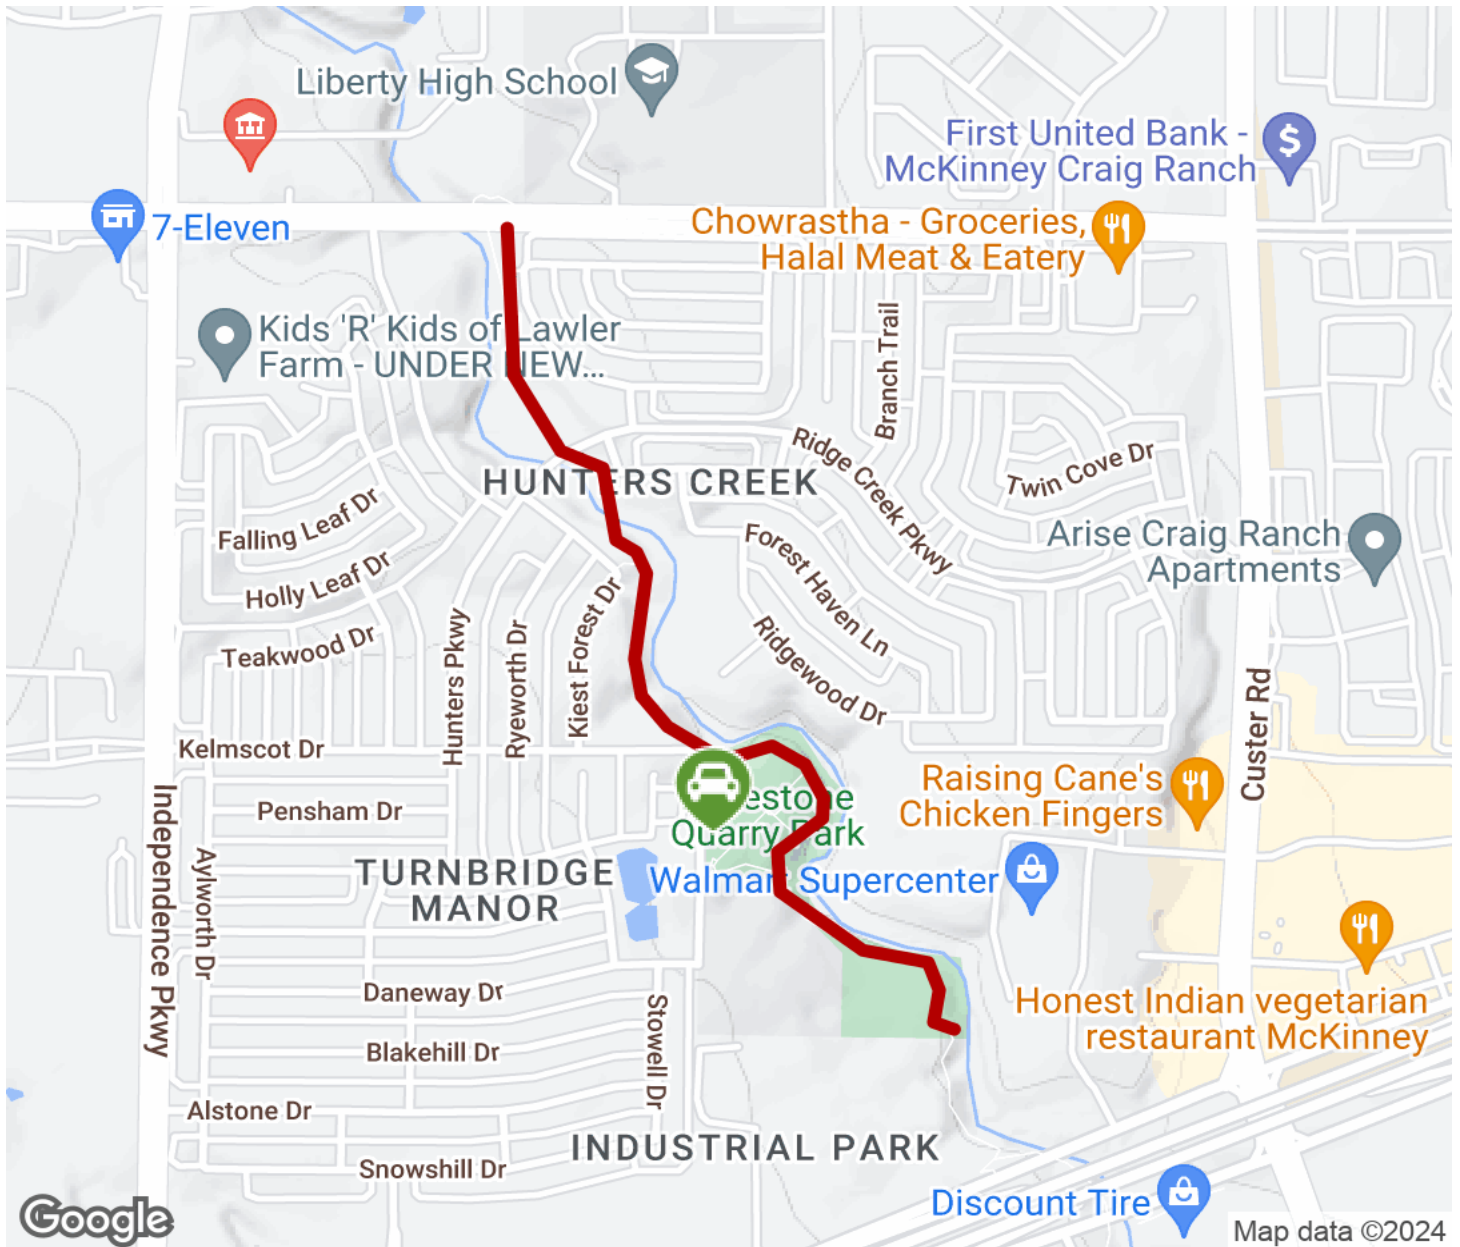 Liberty High School
First United Bank -
McKinney Craig Ranch
7-Eleven
Chowrastha - Groceries,
Halal Meat & Eatery
Kids 'R' Kids of Lawler
Farm - UNDER NEW...
Branch Trail
Ridge Creek Pkwy
Twin Cove Dr
HUNTERS CREEK
Falling Leaf Dr
Forest Haven Ln
Arise Craig Ranch
Apartments
Holly Leaf Dr
Teakwood Dr
Hunters Pkwy
Ryeworth Dr
Kiest Forest Dr
Ridgewood Dr
Custer Rd
Kelmscot Dr
Independence Pkwy
Pensham Dr
estone
Quarry Park
Raising Cane's
Chicken Fingers
Aylworth Dr
TURNBRIDGE
MANOR
Walmart Supercenter
Daneway Dr
Stowell Dr
Honest Indian vegetarian
restaurant McKinney
Blakehill Dr
Alstone Dr
INDUSTRIAL PARK
Snowshill Dr
Discount Tire
Google
Map data ©2024